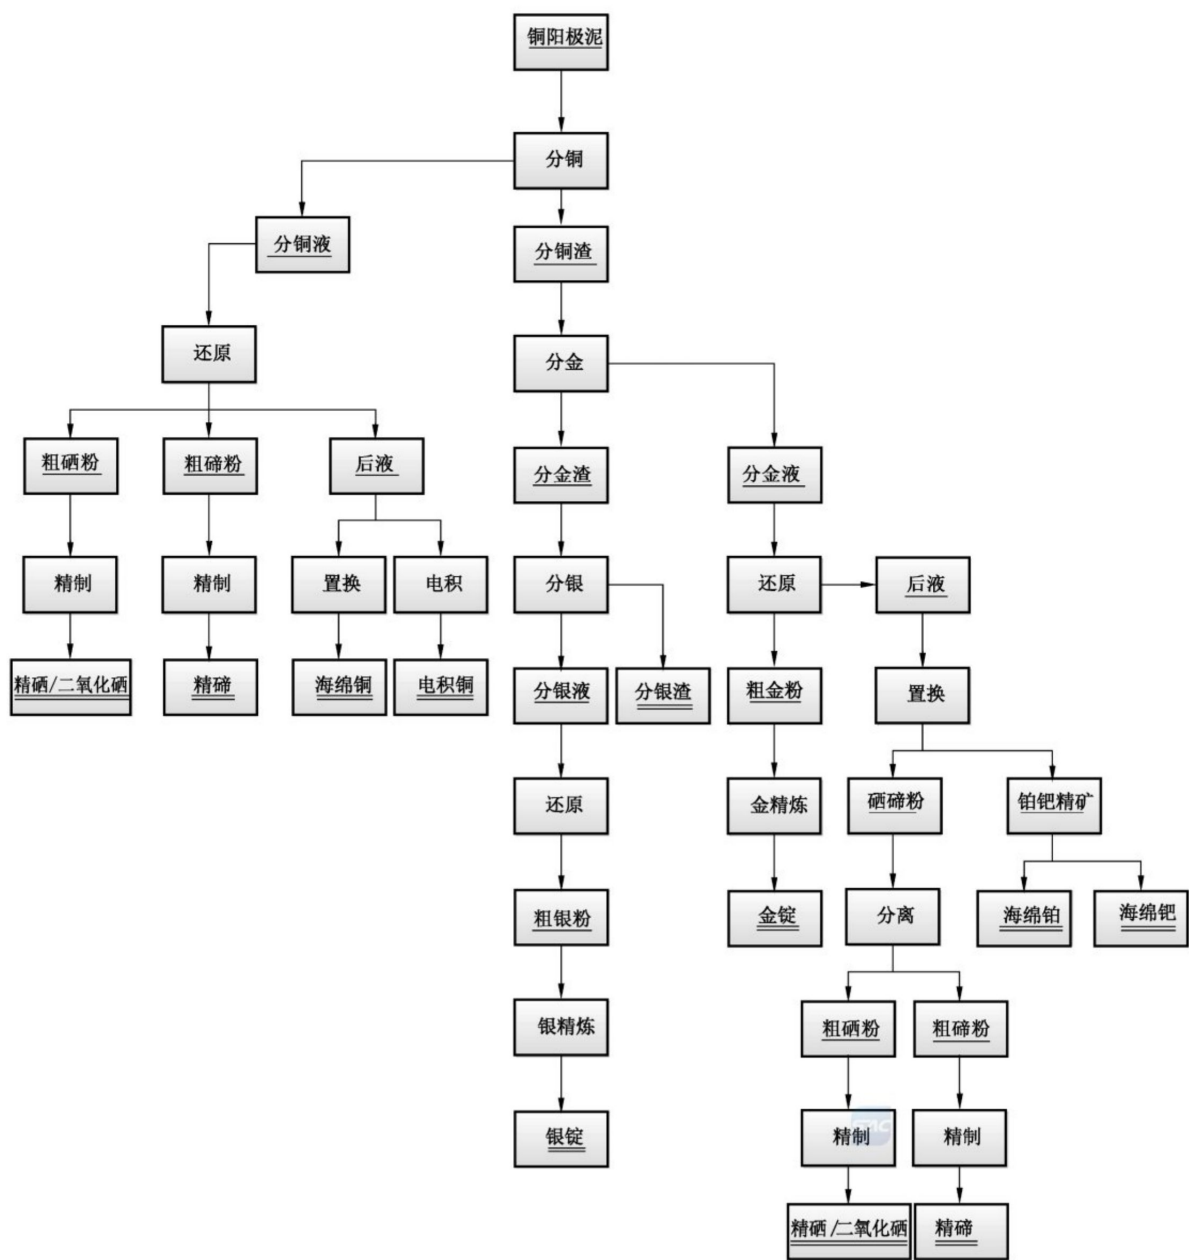 铜阳极泥
分铜
分铜液
分铜渣
还原
分金
粗硒粉
粗碲粉
后液
分金渣
分金液
精制
精制
置换
电积
分银
还原
后液
精硒/二氧化硒
精碲
海绵铜
电积铜
分银液
分银渣
粗金粉
置换
还原
金精炼
硒碲粉
铂钯精矿
粗银粉
金锭
分离
海绵铂
海绵钯
银精炼
粗硒粉
粗碲粉
银锭
精制
精制
TAC
精硒/二氧化硒
精碲